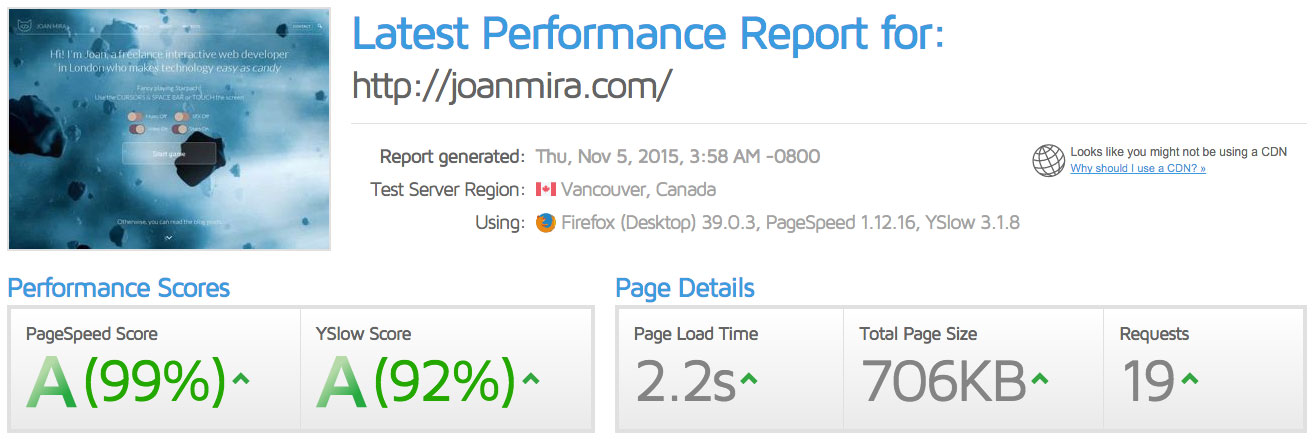 JOAN MIRA
CONTACT
Hi! I'm Joan, a freelance interactive web developer
in London who makes technology easy as candy
Fancy playing Starpach?
Use the CURSORS & SPACE BAR or TOUCH the screen!
Music Off SFX Off
Start game
Otherwise, you can read the blog posts
Latest Performance Report for:
http://joanmira.com/
Report generated: Thu, Nov 5, 2015, 3:58 AM -0800
Test Server Region: Vancouver, Canada
Using: Firefox (Desktop) 39.0.3, PageSpeed 1.12.16, YSlow 3.1.8
Looks like you might not be using a CDN
Why should I use a CDN? »
Performance Scores
PageSpeed Score
A (99%)
YSlow Score
A (92%)
Page Details
Page Load Time
2.2s
Total Page Size
706KB
Requests
19